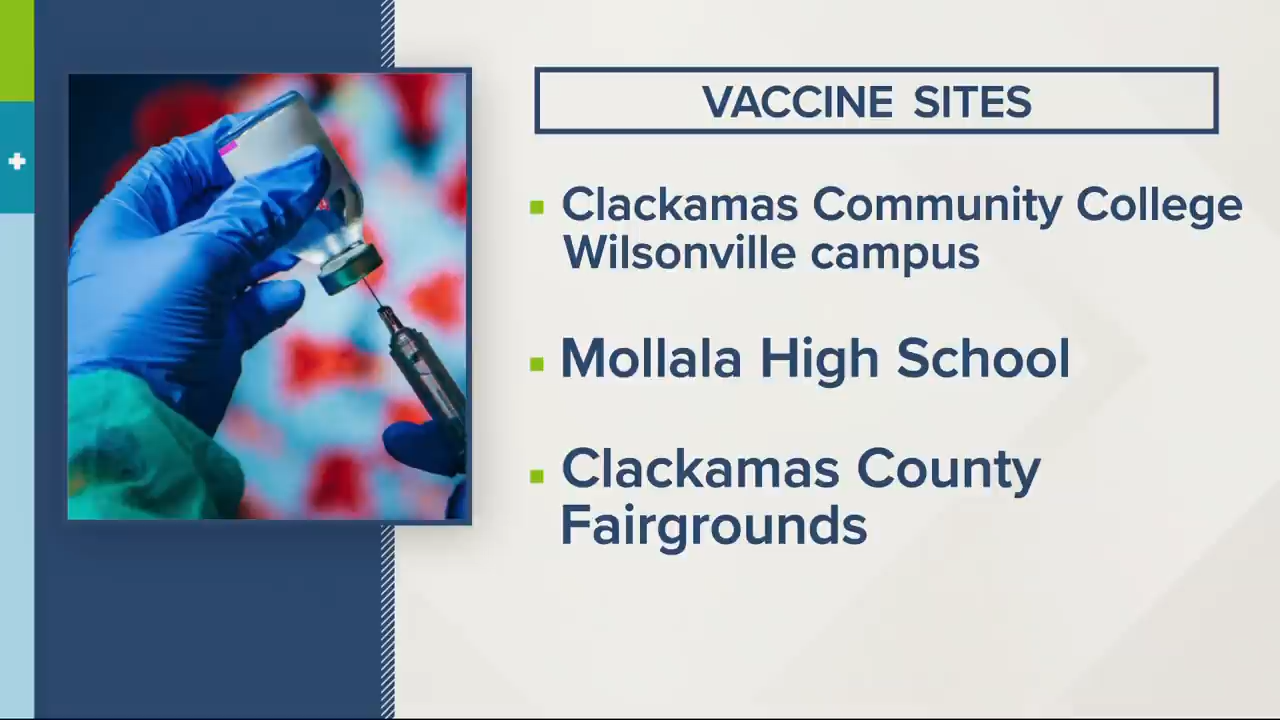 VACCINE SITES
Clackamas Community College
Wilsonville campus
Mollala High School
Clackamas County
Fairgrounds